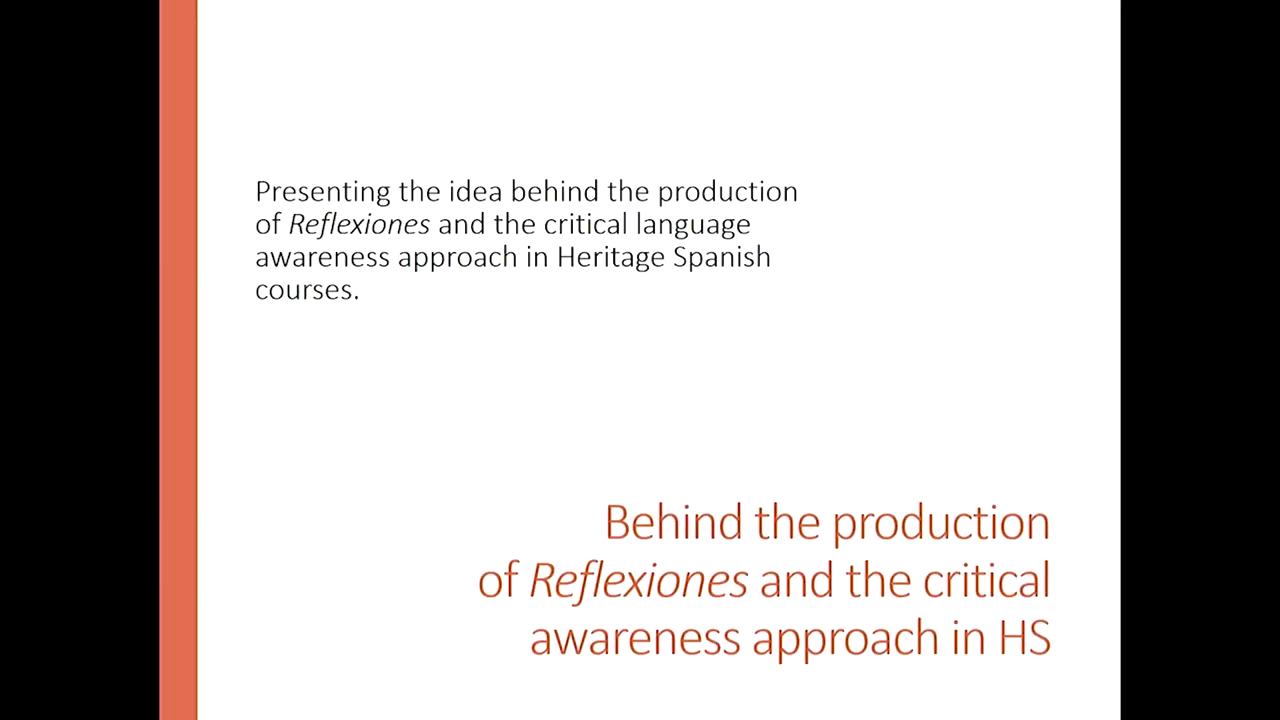 Presenting the idea behind the production
of Reflexiones and the critical language
awareness approach in Heritage Spanish
courses.
Behind the production
of Reflexiones and the critical
awareness approach in HS